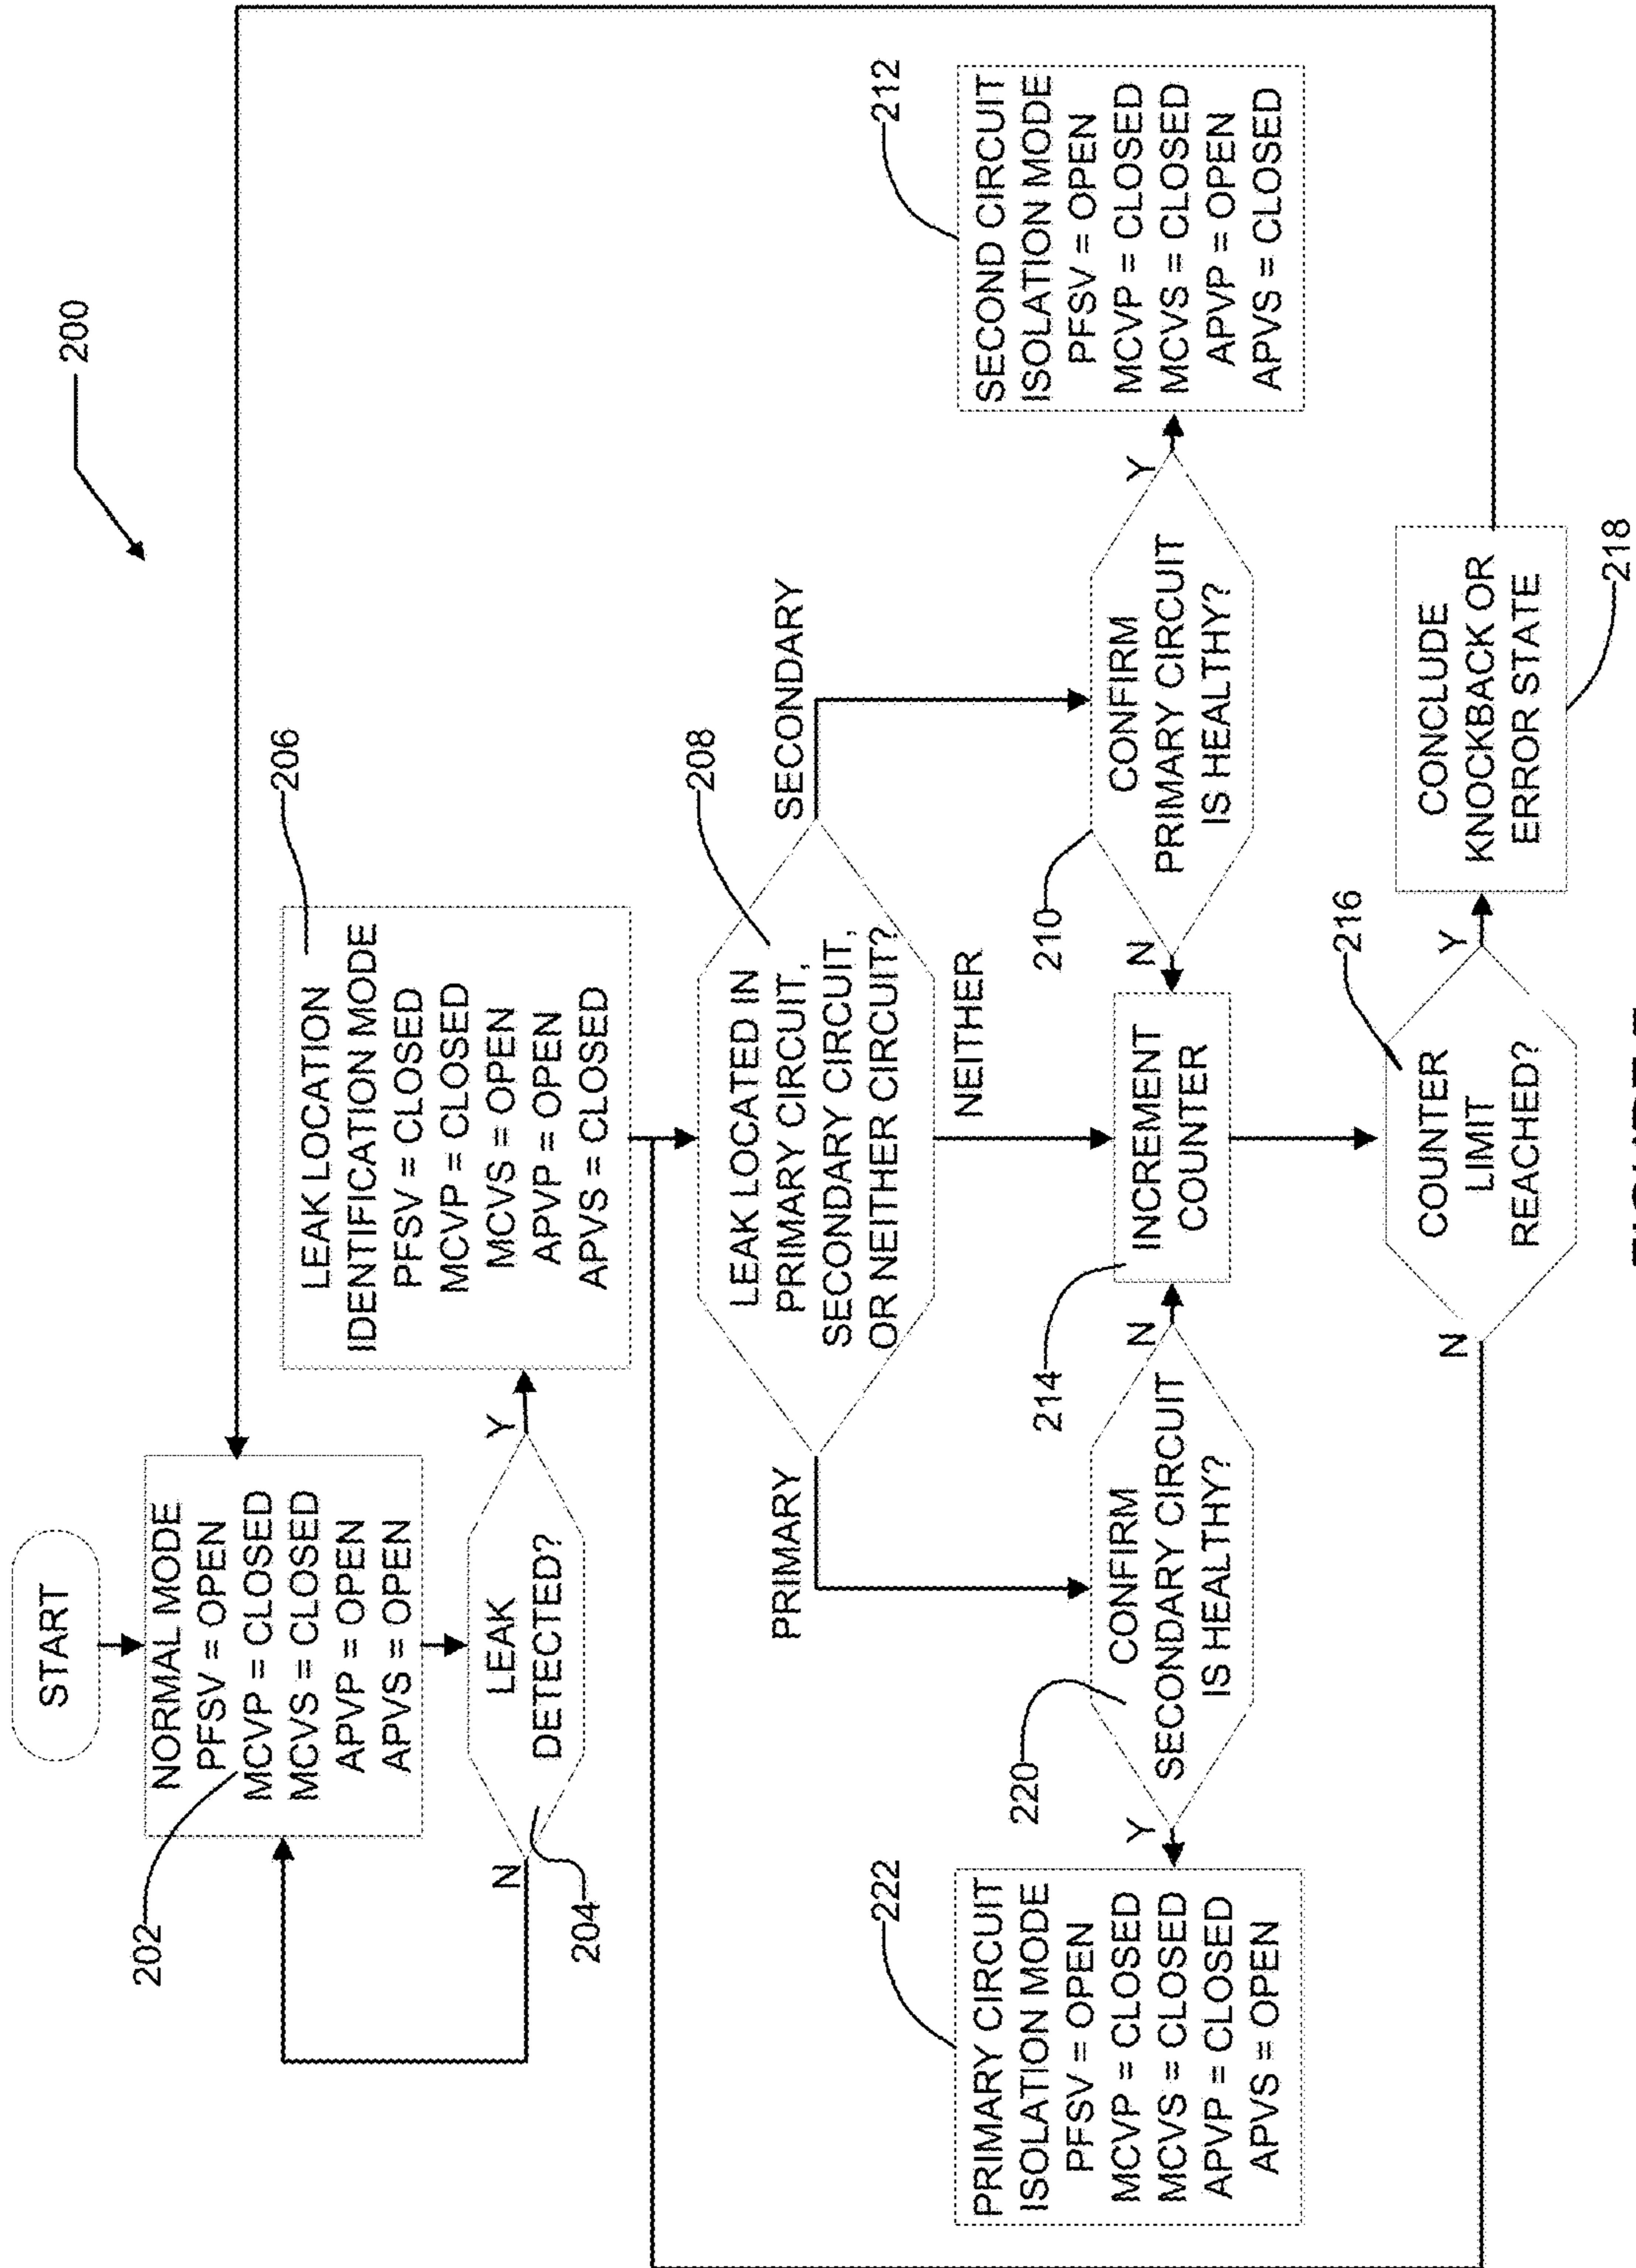 200
START
NORMAL MODE
PFSV = OPEN
MCVP = CLOSED
MCVS = CLOSED
APVP = OPEN
APVS = OPEN
202
LEAK
DETECTED?
N
Y
204
206
LEAK LOCATION
IDENTIFICATION MODE
PFSV = CLOSED
MCVP = CLOSED
MCVS = OPEN
APVP = OPEN
APVS = CLOSED
208
LEAK LOCATED IN
PRIMARY CIRCUIT,
SECONDARY CIRCUIT,
OR NEITHER CIRCUIT?
PRIMARY
SECONDARY
NEITHER
222
PRIMARY CIRCUIT
ISOLATION MODE
PFSV = OPEN
MCVP = CLOSED
MCVS = CLOSED
APVP = CLOSED
APVS = OPEN
220
Y
CONFIRM
SECONDARY CIRCUIT
IS HEALTHY?
N
214
INCREMENT
COUNTER
210
N
CONFIRM
PRIMARY CIRCUIT
IS HEALTHY?
Y
212
SECOND CIRCUIT
ISOLATION MODE
PFSV = OPEN
MCVP = CLOSED
MCVS = CLOSED
APVP = OPEN
APVS = CLOSED
216
N
COUNTER
LIMIT
REACHED?
Y
CONCLUDE
KNOCKBACK OR
ERROR STATE
218